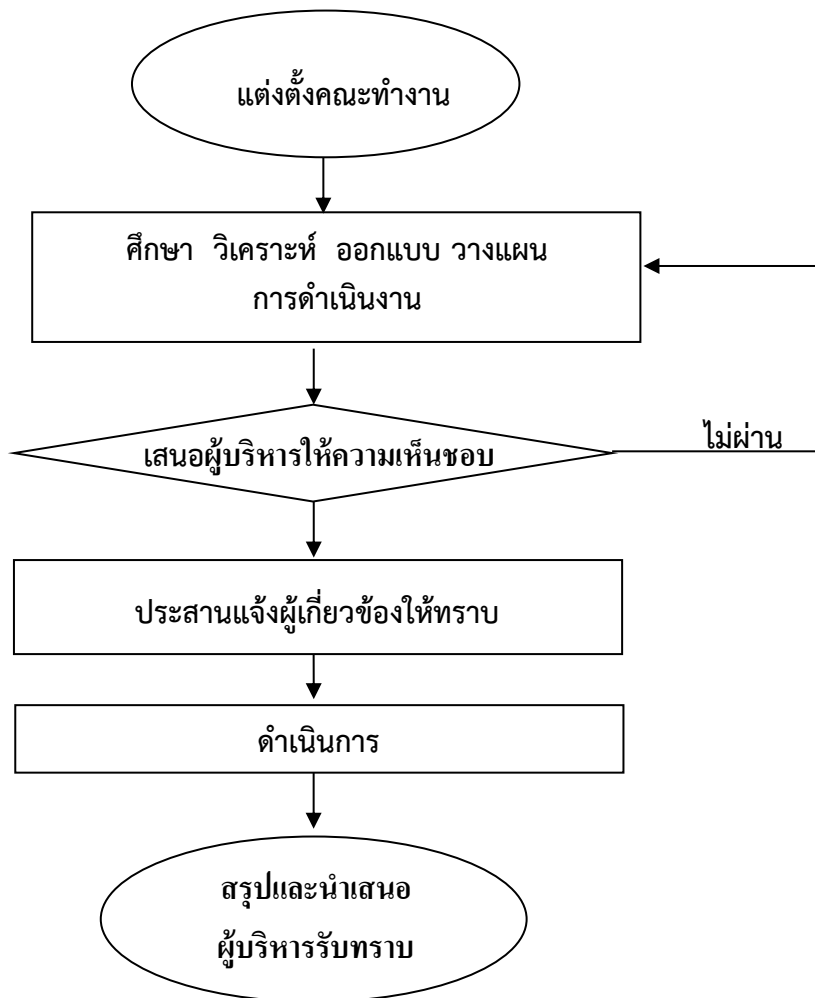 แต่งตั้งคณะทำงาน
ศึกษา วิเคราะห์ ออกแบบ วางแผน
การดำเนินงาน
เสนอผู้บริหารให้ความเห็นชอบ
ไม่ผ่าน
ประสานแจ้งผู้เกี่ยวข้องให้ทราบ
ดำเนินการ
สรุปและนำเสนอ
ผู้บริหารรับทราบ